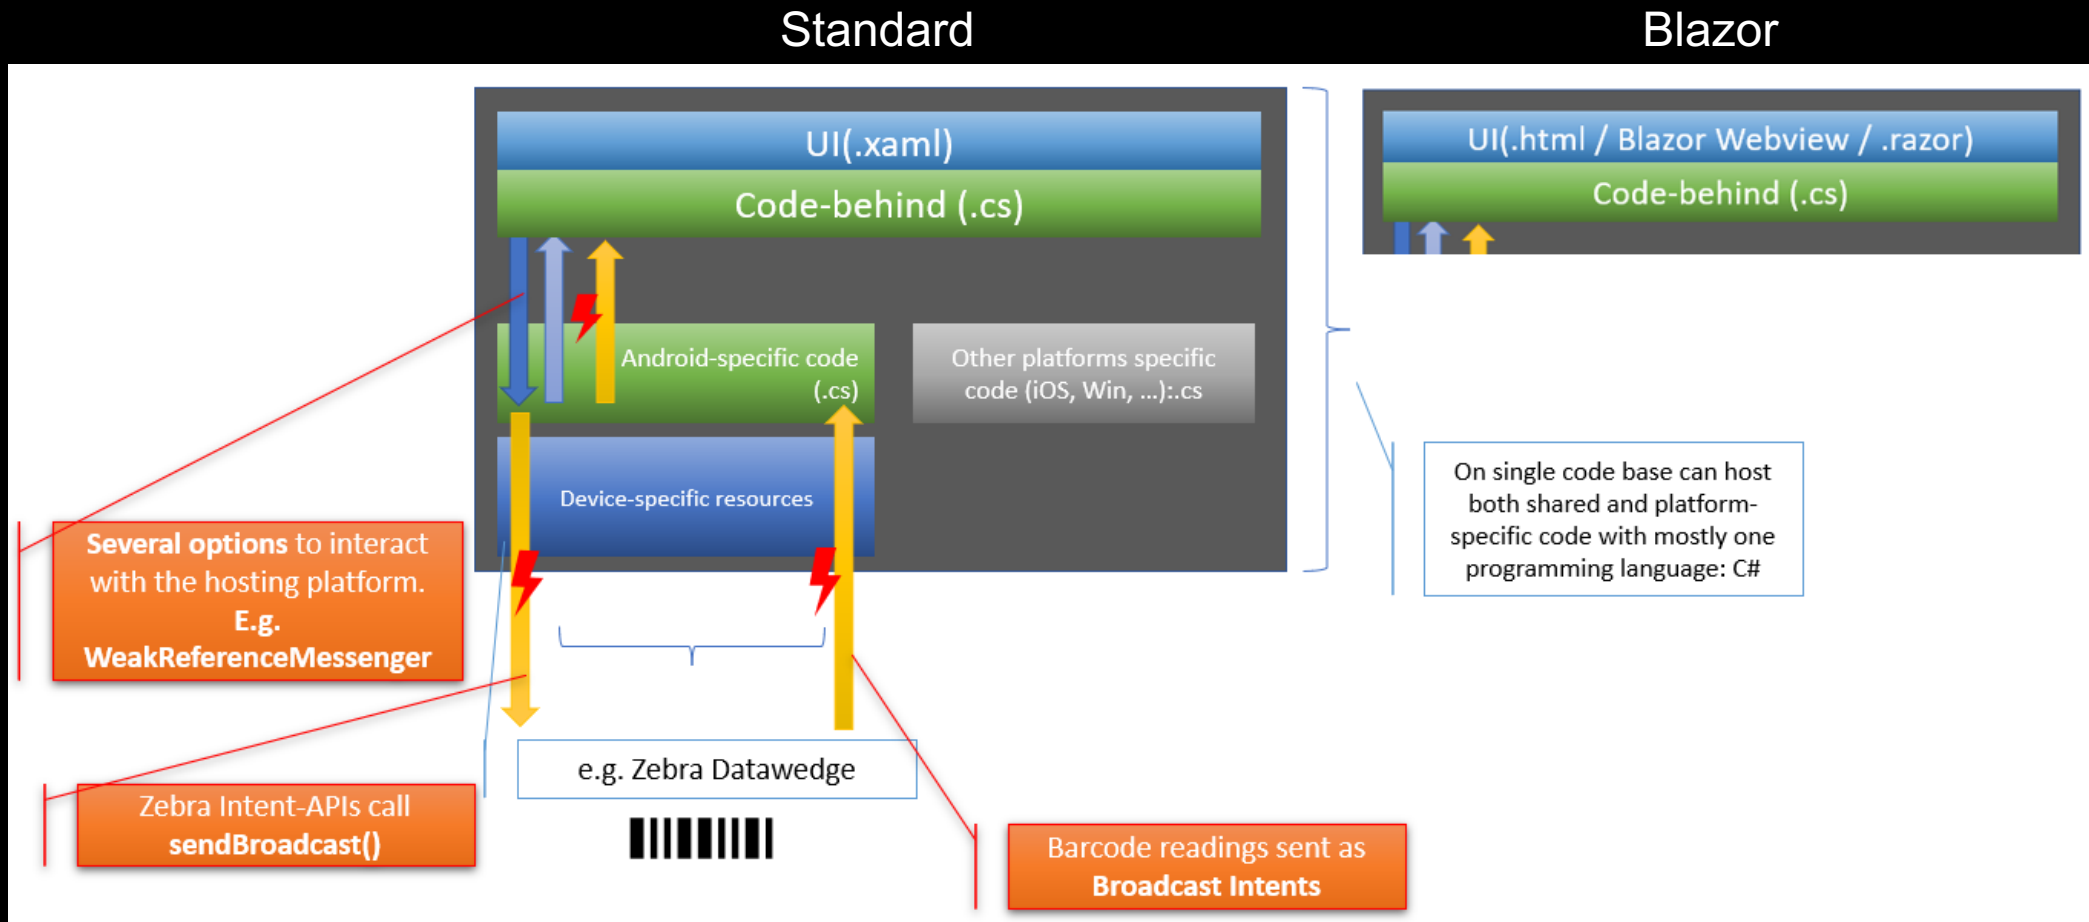 Standard
Blazor
UI(.xaml)
Code-behind (.cs)
UI(.html / Blazor Webview / .razor)
Code-behind (.cs)
Android-specific code
(.cs)
Other platforms specific
code (iOS, Win, ...):.cs
Device-specific resources
On single code base can host
both shared and platform-
specific code with mostly one
programming language: C#
Several options to interact
with the hosting platform.
E.g.
WeakReferenceMessenger
e.g. Zebra Datawedge
Zebra Intent-APIs call
sendBroadcast()
Barcode readings sent as
Broadcast Intents